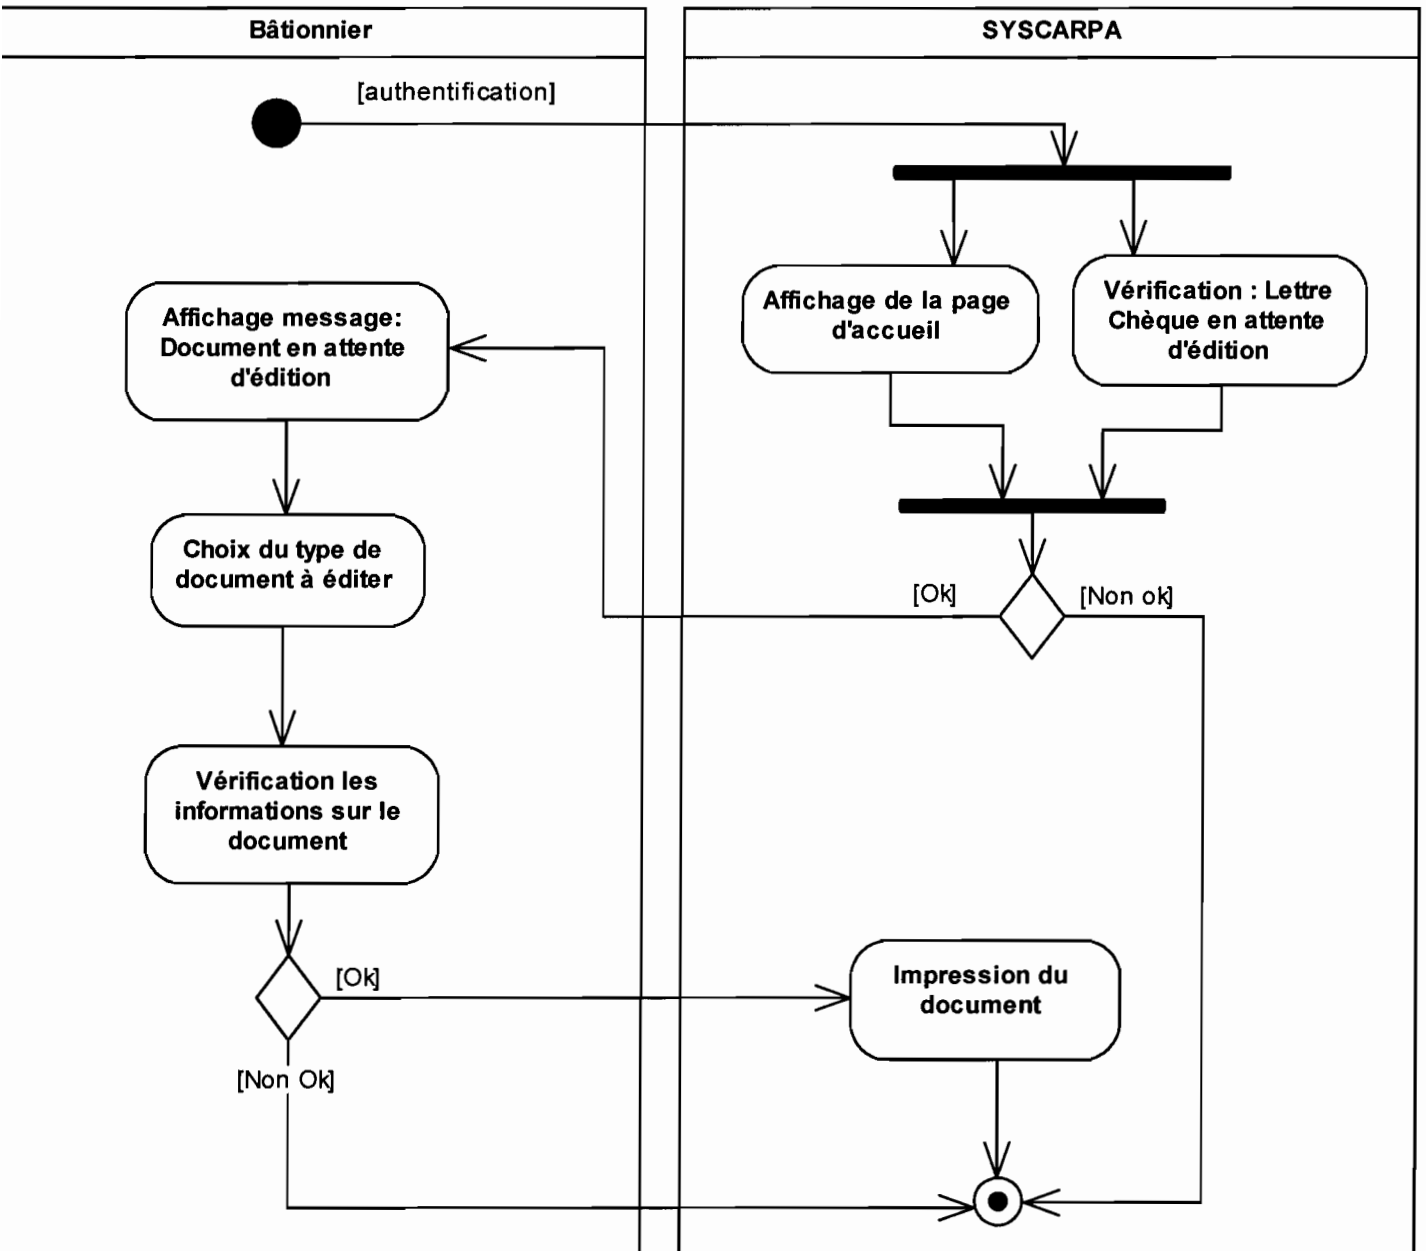 Bâtionnier
SYSCARPA
[authentification]
Affichage de la page
d'accueil
Vérification : Lettre
Chèque en attente
d'édition
Affichage message:
Document en attente
d'édition
Choix du type de
document à éditer
[Ok]
[Non ok]
Vérification les
informations sur le
document
[Ok]
Impression du
document
[Non Ok]